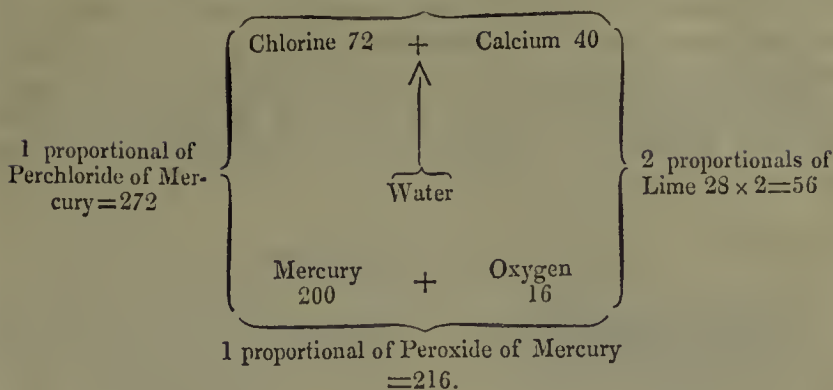 Chlorine 72 + Calcium 40
1 proportional of
Perchloride of Mer-
cury=272
2 proportionals of
Lime 28 × 2=56
Water
Mercury + Oxygen
200 16
1 proportional of Peroxide of Mercury
=216.